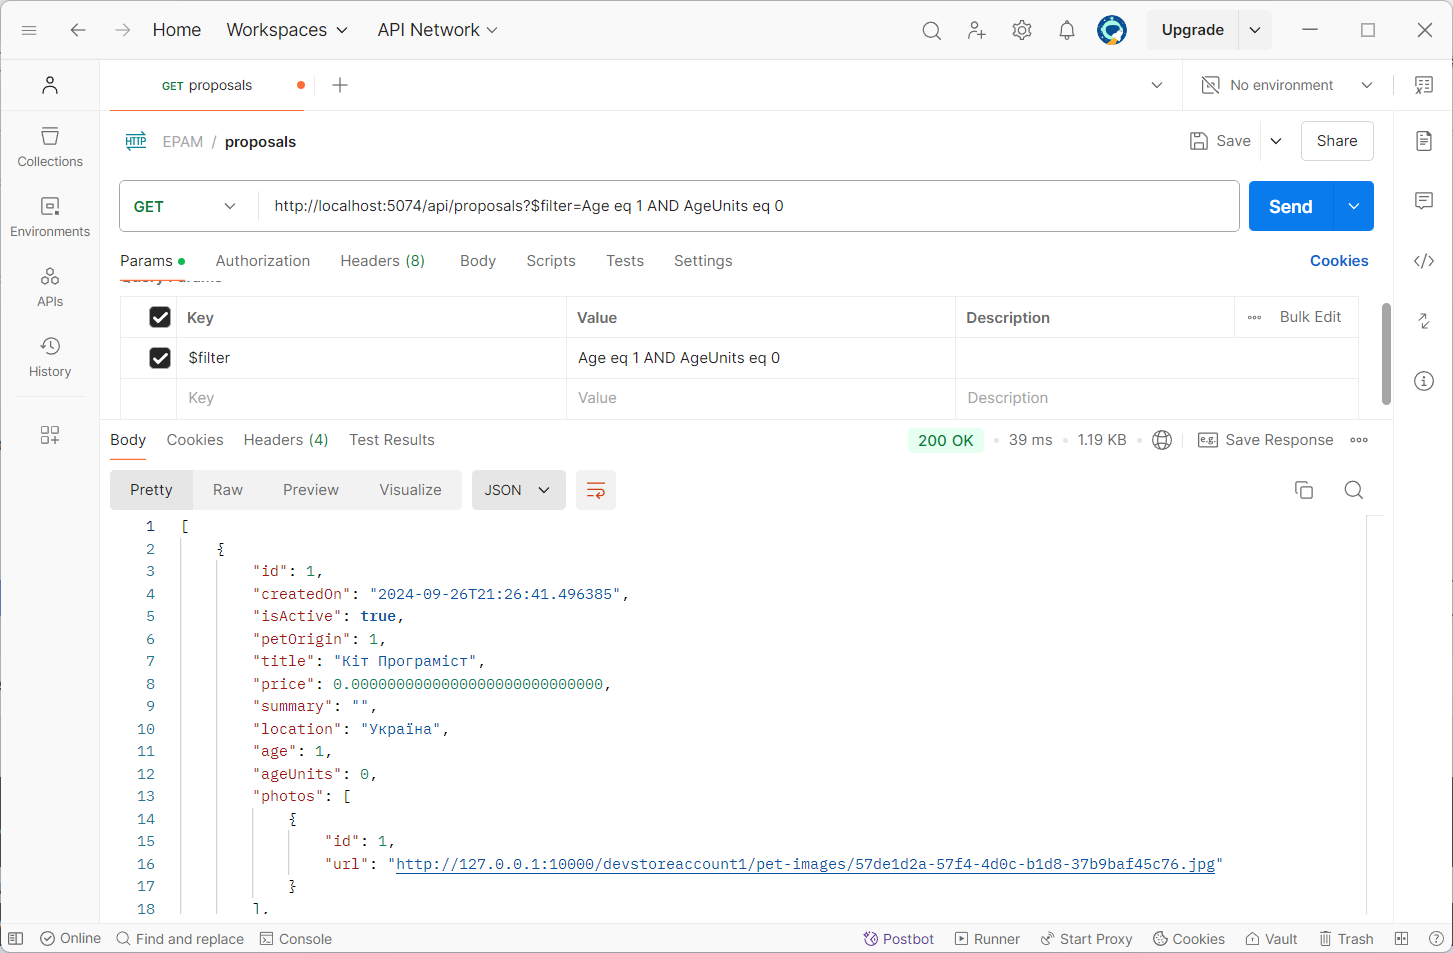 Home Workspaces API Network Upgrade
GET proposals No environment
EPAM / proposals Save Share
Collections
GET http://localhost:5074/api/proposals?$filter=Age eq 1 AND AgeUnits eq 0 Send
Environments
Params Authorization Headers (8) Body Scripts Tests Settings Cookies
Query Params
APIs
Key Value Description Bulk Edit
$filter Age eq 1 AND AgeUnits eq 0
History
Key Value Description
Body Cookies Headers (4) Test Results 200 OK 39 ms 1.19 KB e.g. Save Response
Pretty Raw Preview Visualize JSON
1 [
2 {
3 "id": 1,
4 "createdOn": "2024-09-26T21:26:41.496385",
5 "isActive": true,
6 "petOrigin": 1,
7 "title": "Кіт Програміст",
8 "price": 0.0000000000000000000000000000,
9 "summary": "",
10 "location": "Україна",
11 "age": 1,
12 "ageUnits": 0,
13 "photos": [
14 {
15 "id": 1,
16 "url": "http://127.0.0.1:10000/devstoreaccount1/pet-images/57de1d2a-57f4-4d0c-b1d8-37b9baf45c76.jpg"
17 }
18 ],
Online Find and replace Console Postbot Runner Start Proxy Cookies Vault Trash